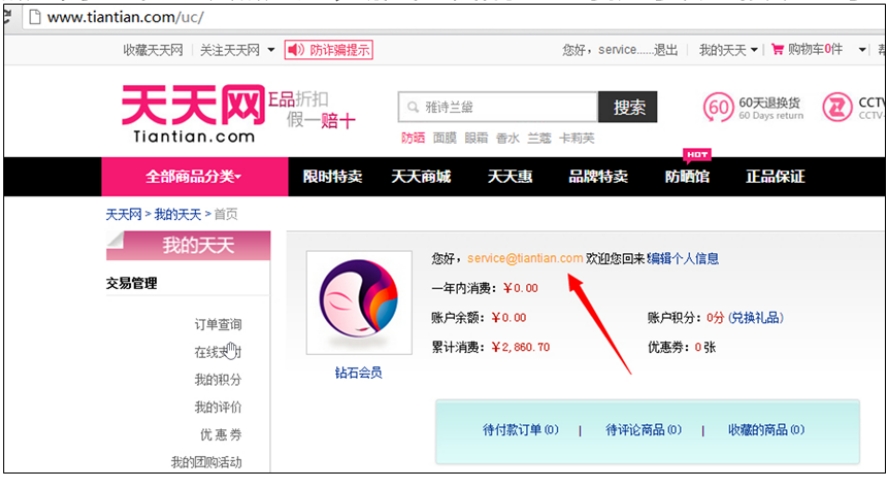 www.tiantian.com/uc/
收藏天天网 关注天天网 防诈骗提示 您好，service......退出 我的天天 购物车0件
天天网 正品折扣 假一赔十
Tiantian.com
雅诗兰黛 搜索
防晒 面膜 眼霜 香水 兰蔻 卡莉芙
60 60天退换货 60 Days return
CCTV
HOT
全部商品分类 限时特卖 天天商城 天天惠 品牌特卖 防晒馆 正品保证
天天网 > 我的天天 > 首页
我的天天
交易管理
订单查询
在线支付
我的积分
我的评价
优惠券
我的团购活动
钻石会员
您好，service@tiantian.com 欢迎您回来 编辑个人信息
一年内消费：￥0.00
账户余额：￥0.00 账户积分：0分 (兑换礼品)
累计消费：￥2,860.70 优惠券：0 张
待付款订单(0) | 待评论商品(0) | 收藏的商品(0)